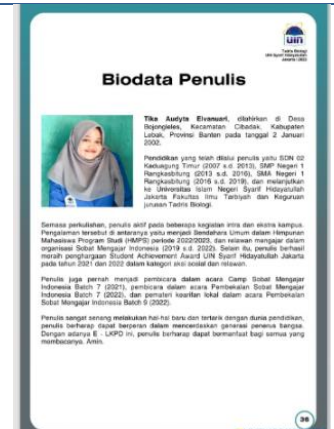 UIN
Tadris Biologi
UIN Syarif Hidayatullah
Jakarta | 2023
Biodata Penulis
Tika Audyta Elvanuari, dilahirkan di Desa
Bojongleles, Kecamatan Cibadak, Kabupaten
Lebak, Provinsi Banten pada tanggal 2 Januari
2002.
Pendidikan yang telah dilalui penulis yaitu SDN 02
Kaduagung Timur (2007 s.d. 2013), SMP Negeri 1
Rangkasbitung (2013 s.d. 2016), SMA Negeri 1
Rangkasbitung (2016 s.d. 2019), dan melanjutkan
ke Universitas Islam Negeri Syarif Hidayatullah
Jakarta Fakultas Ilmu Tarbiyah dan Keguruan
jurusan Tadris Biologi.
Semasa perkuliahan, penulis aktif pada beberapa kegiatan intra dan ekstra kampus.
Pengalaman tersebut di antaranya yaitu menjadi Bendahara Umum dalam Himpunan
Mahasiswa Program Studi (HMPS) periode 2022/2023, dan relawan mengajar dalam
organisasi Sobat Mengajar Indonesia (2019 s.d 2022). Selain itu, penulis berhasil
meraih penghargaan Student Achievement Award UIN Syarif Hidayatullah Jakarta
pada tahun 2021 dan 2022 dalam kategori aksi sosial dan relawan.
Penulis juga pernah menjadi pembicara dalam acara Camp Sobat Mengajar
Indonesia Batch 7 (2021), pembicara dalam acara Pembekalan Sobat Mengajar
Indonesia Batch 7 (2022), dan pemateri kearifan lokal dalam acara Pembekalan
Sobat Mengajar Indonesia Batch 9 (2022).
Penulis sangat senang melakukan hal-hal baru dan tertarik dengan dunia pendidikan,
penulis berharap dapat berperan dalam mencerdaskan generasi penerus bangsa.
Dengan adanya E - LKPD ini, penulis berharap dapat bermanfaat bagi semua yang
membacanya. Amin.
36